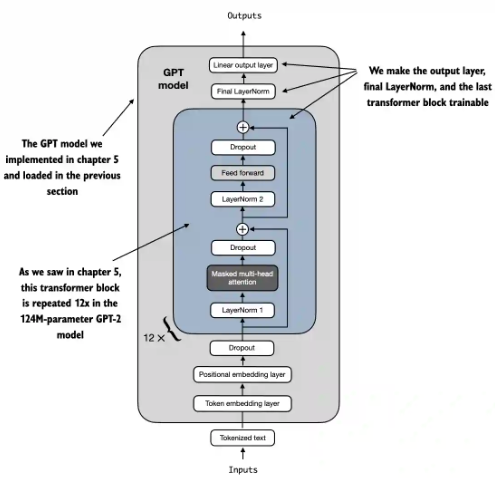 Outputs
Linear output layer
GPT
model
Final LayerNorm
We make the output layer,
final LayerNorm, and the last
transformer block trainable
Dropout
The GPT model we
implemented in chapter 5
and loaded in the previous
section
Feed forward
LayerNorm 2
Dropout
As we saw in chapter 5,
this transformer block
is repeated 12x in the
124M-parameter GPT-2
model
Masked multi-head
attention
LayerNorm 1
12 ×
Dropout
Positional embedding layer
Token embedding layer
Tokenized text
Inputs